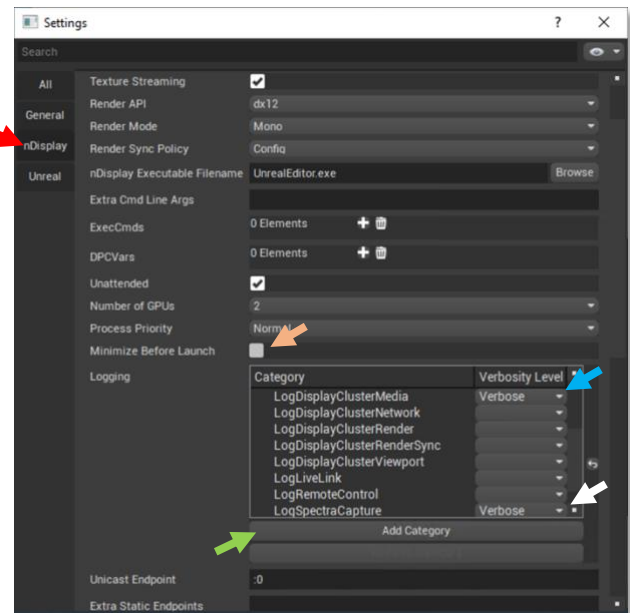 Settings
?
Search
All
General
nDisplay
Unreal
Texture Streaming
Render API dx12
Render Mode Mono
Render Sync Policy Config
nDisplay Executable Filename UnrealEditor.exe Browse
Extra Cmd Line Args
ExecCmds 0 Elements
DPCVars 0 Elements
Unattended
Number of GPUs 2
Process Priority Normal
Minimize Before Launch
Logging
Category Verbosity Level
LogDisplayClusterMedia Verbose
LogDisplayClusterNetwork
LogDisplayClusterRender
LogDisplayClusterRenderSync
LogDisplayClusterViewport
LogLiveLink
LogRemoteControl
LogSpectraCapture Verbose
Add Category
Unicast Endpoint :0
Extra Static Endpoints